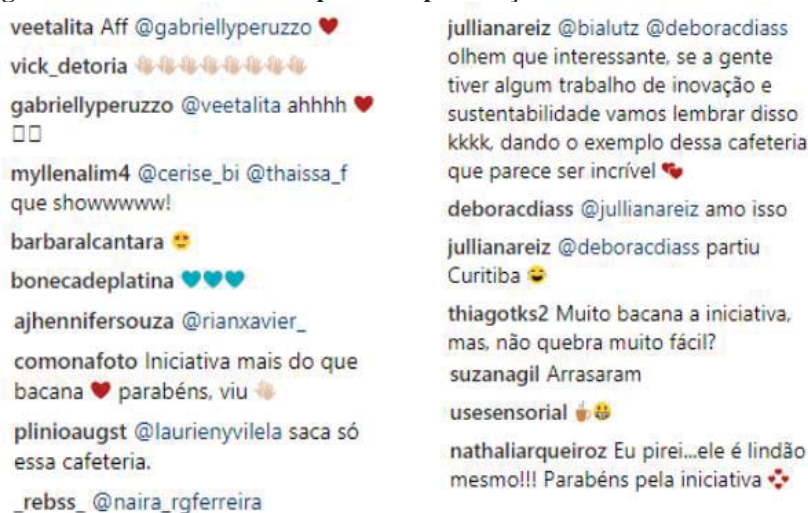 veetalita Aff @gabriellyperuzzo ❤
vick_detoria 👏🏻👏🏻👏🏻👏🏻👏🏻👏🏻👏🏻
gabriellyperuzzo @veetalita ahhhh ❤
□□
myllenalim4 @cerise_bi @thaissa_f
que showwwww!
barbaralcantara 😍
bonecadeplatina 💙💙💙
ajhennifersouza @rianxavier_
comonafoto Iniciativa mais do que
bacana ❤ parabéns, viu 👏🏻
plinioaugst @laurienyvilela saca só
essa cafeteria.
_rebss_ @naira_rgferreira
jullianareiz @bialutz @deboracdiass
olhem que interessante, se a gente
tiver algum trabalho de inovação e
sustentabilidade vamos lembrar disso
kkkk, dando o exemplo dessa cafeteria
que parece ser incrível 💕
deboracdiass @jullianareiz amo isso
jullianareiz @deboracdiass partiu
Curitiba 😂
thiagotks2 Muito bacana a iniciativa,
mas, não quebra muito fácil?
suzanagil Arrasaram
usesensorial ☕😀
nathaliarqueiroz Eu pirei...ele é lindão
mesmo!!! Parabéns pela iniciativa 💞